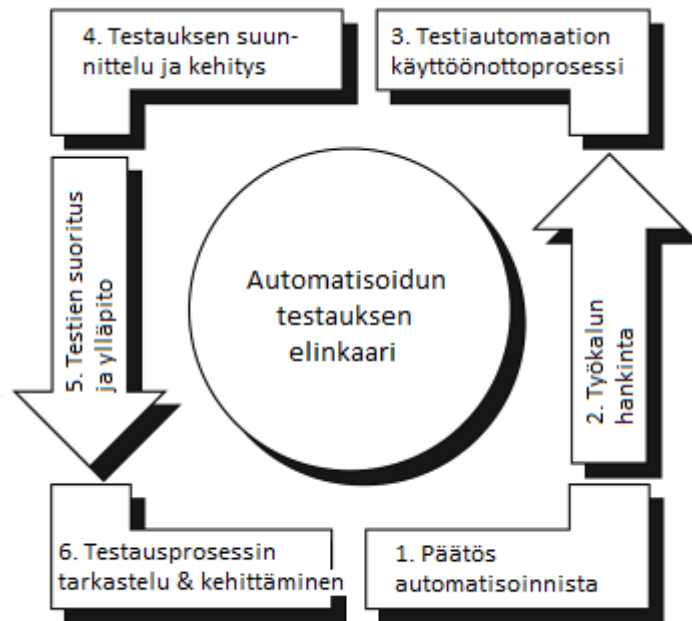 4. Testauksen suun-
nittelu ja kehitys
3. Testiautomaation
käyttöönottoprosessi
5. Testien suoritus
ja ylläpito
Automatisoidun
testauksen
elinkaari
2. Työkalun
hankinta
6. Testausprosessin
tarkastelu & kehittäminen
1. Päätös
automatisoinnista